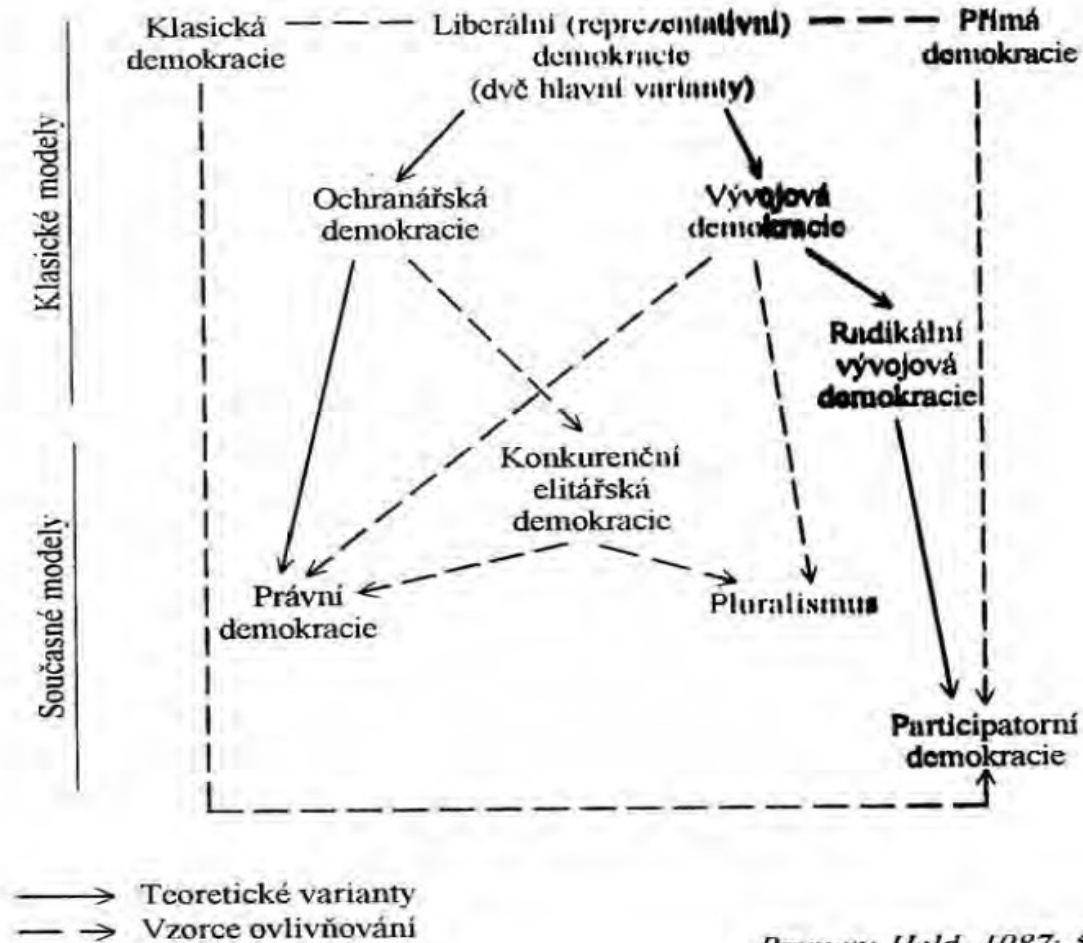 Klasická
demokracie
Liberální (reprezentativní)
demokracie
(dvě hlavní varianty)
Přímá
demokracie
Klasické modely
Ochranářská
demokracie
Vývojová
demokracie
Radikální
vývojová
demokracie
Současné modely
Konkurenční
elitářská
demokracie
Právní
demokracie
Pluralismus
Participatorní
demokracie
Teoretické varianty
Vzorce ovlivňování
Held, 1987: